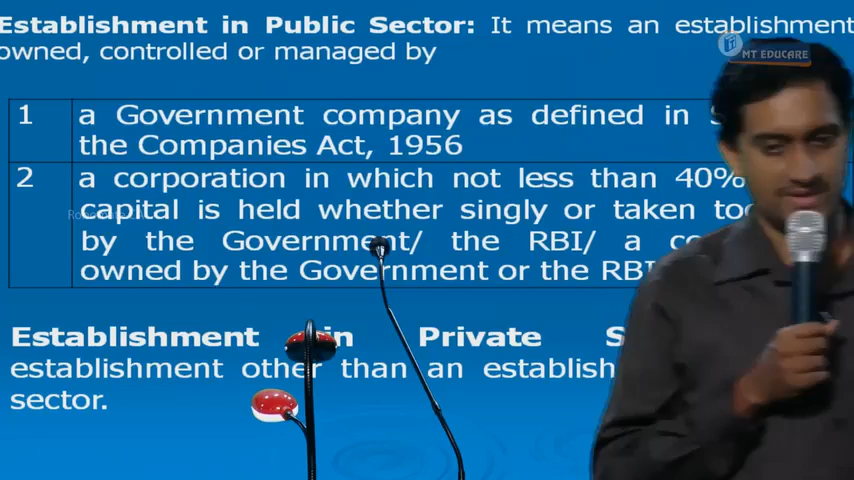 Establishment in Public Sector: It means an establishment
owned, controlled or managed by
MT EDUCARE
1 a Government company as defined in
the Companies Act, 1956
2 a corporation in which not less than 40%
capital is held whether singly or taken
by the Government/ the RBI/ a
owned by the Government or the RBI
Establishment in Private
establishment other than an
sector.